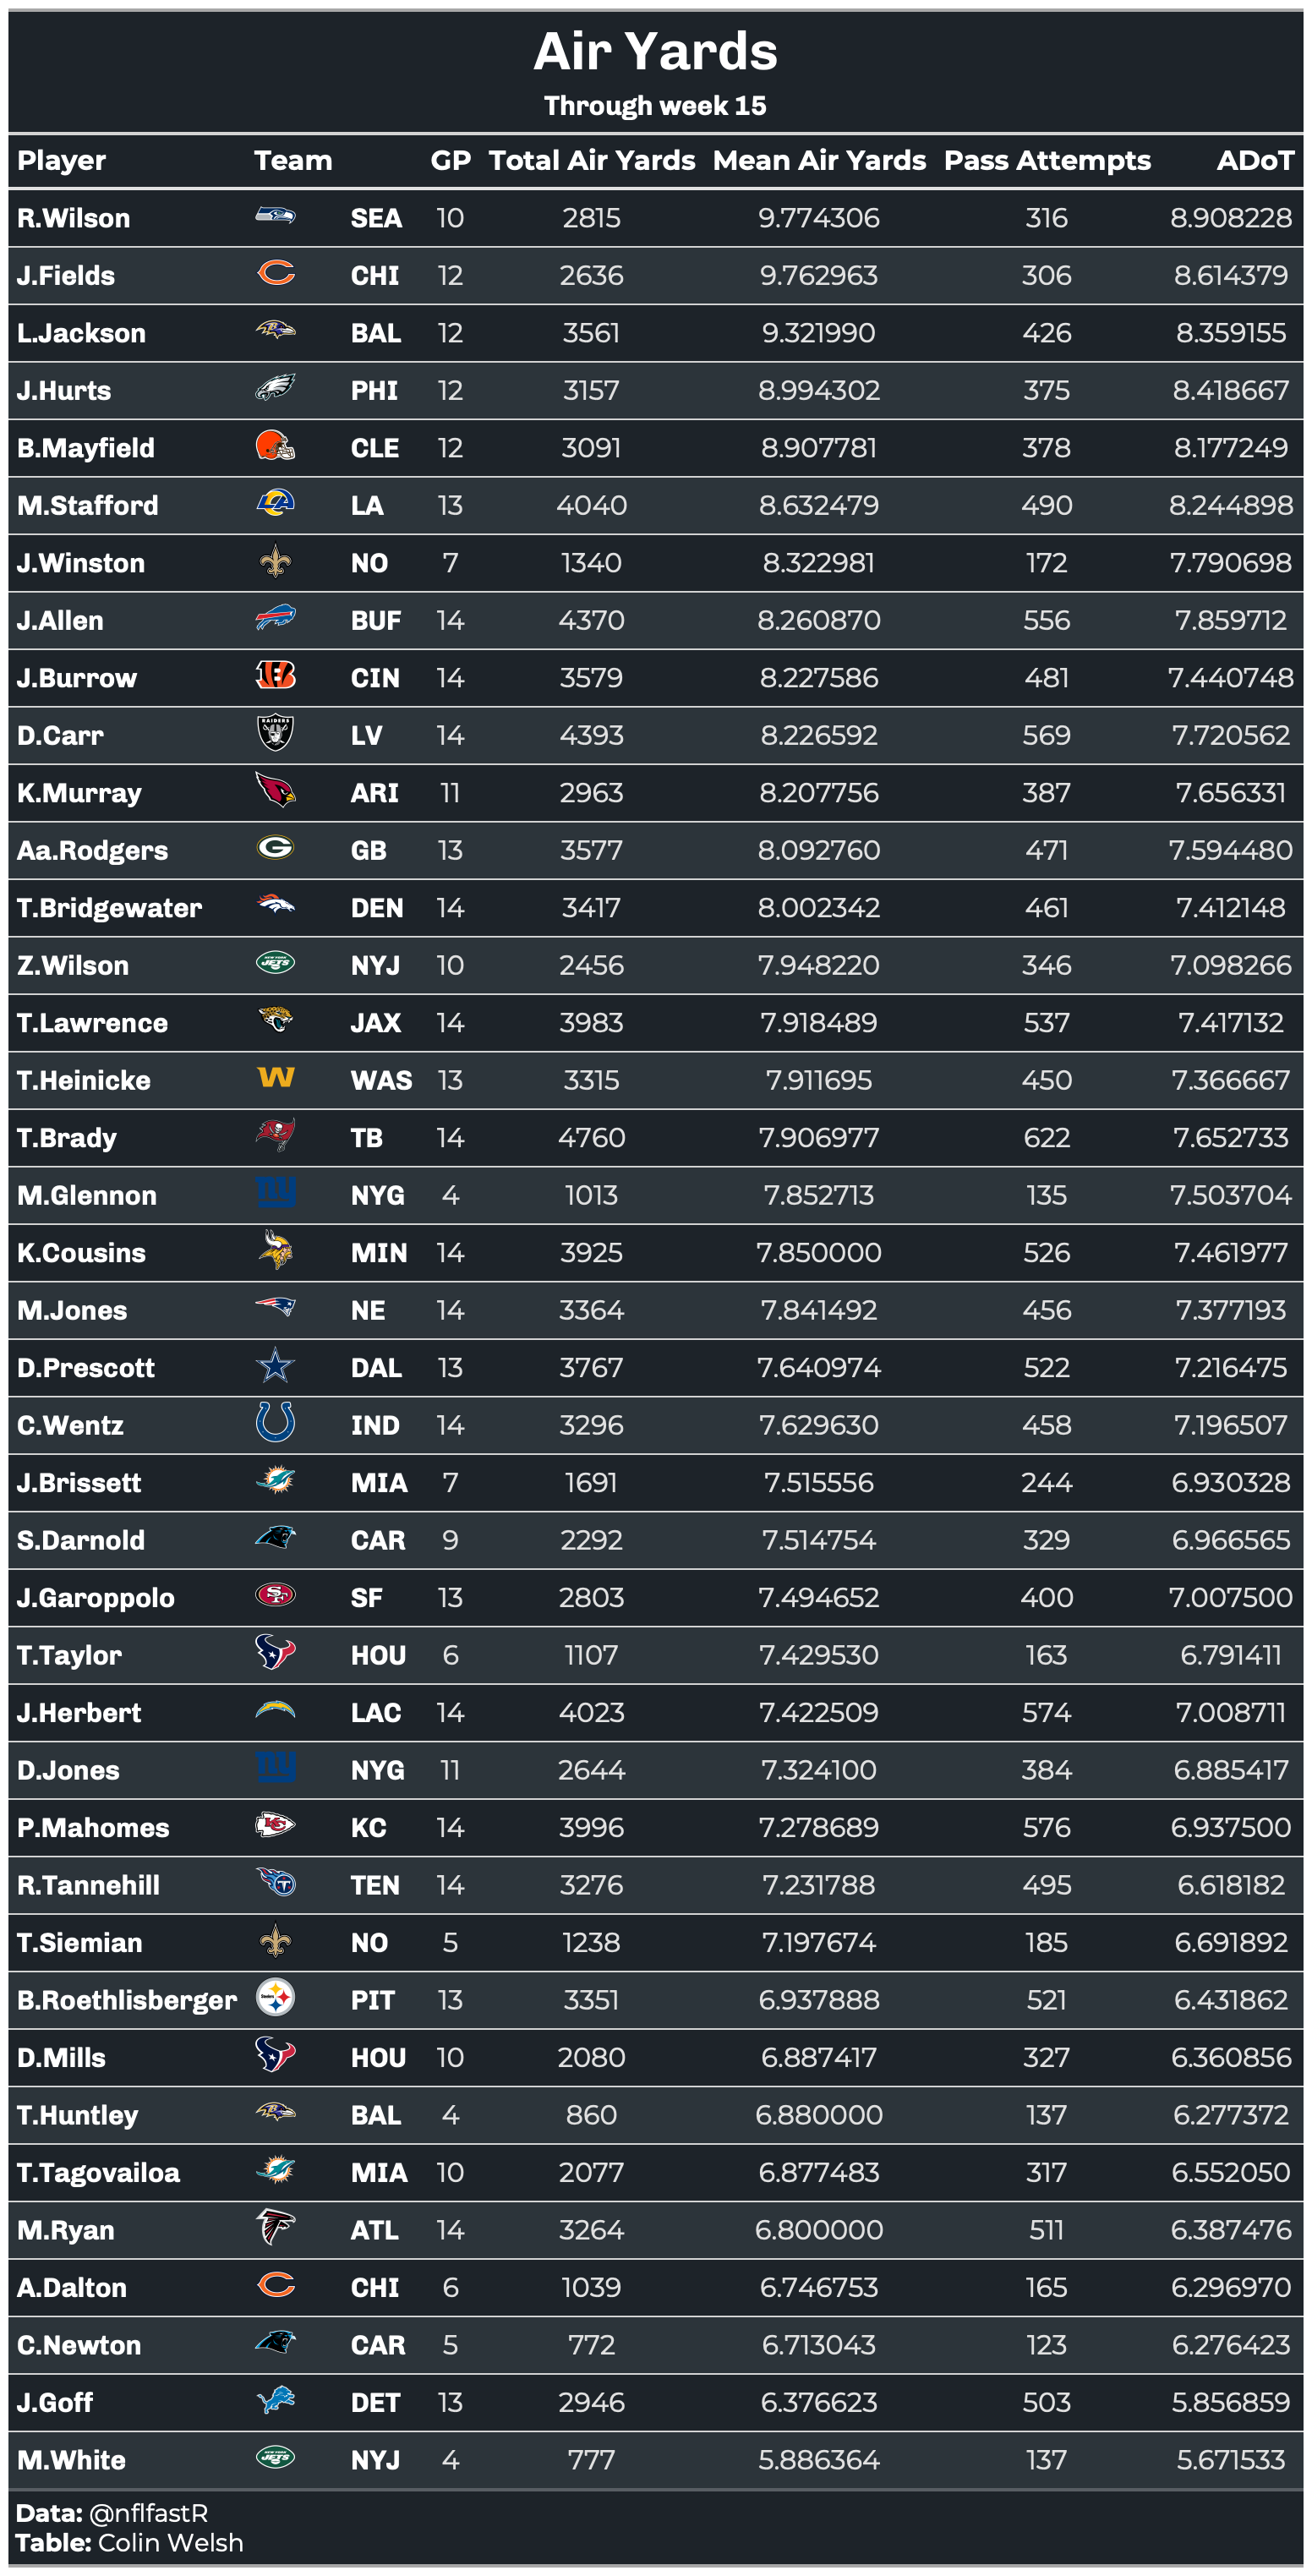 Air Yards
Through week 15
Player Team GP Total Air Yards Mean Air Yards Pass Attempts ADoT
R.Wilson SEA 10 2815 9.774306 316 8.908228
J.Fields CHI 12 2636 9.762963 306 8.614379
L.Jackson BAL 12 3561 9.321990 426 8.359155
J.Hurts PHI 12 3157 8.994302 375 8.418667
B.Mayfield CLE 12 3091 8.907781 378 8.177249
M.Stafford LA 13 4040 8.632479 490 8.244898
J.Winston NO 7 1340 8.322981 172 7.790698
J.Allen BUF 14 4370 8.260870 556 7.859712
J.Burrow CIN 14 3579 8.227586 481 7.440748
D.Carr LV 14 4393 8.226592 569 7.720562
K.Murray ARI 11 2963 8.207756 387 7.656331
Aa.Rodgers GB 13 3577 8.092760 471 7.594480
T.Bridgewater DEN 14 3417 8.002342 461 7.412148
Z.Wilson NYJ 10 2456 7.948220 346 7.098266
T.Lawrence JAX 14 3983 7.918489 537 7.417132
T.Heinicke WAS 13 3315 7.911695 450 7.366667
T.Brady TB 14 4760 7.906977 622 7.652733
M.Glennon NYG 4 1013 7.852713 135 7.503704
K.Cousins MIN 14 3925 7.850000 526 7.461977
M.Jones NE 14 3364 7.841492 456 7.377193
D.Prescott DAL 13 3767 7.640974 522 7.216475
C.Wentz IND 14 3296 7.629630 458 7.196507
J.Brissett MIA 7 1691 7.515556 244 6.930328
S.Darnold CAR 9 2292 7.514754 329 6.966565
J.Garoppolo SF 13 2803 7.494652 400 7.007500
T.Taylor HOU 6 1107 7.429530 163 6.791411
J.Herbert LAC 14 4023 7.422509 574 7.008711
D.Jones NYG 11 2644 7.324100 384 6.885417
P.Mahomes KC 14 3996 7.278689 576 6.937500
R.Tannehill TEN 14 3276 7.231788 495 6.618182
T.Siemian NO 5 1238 7.197674 185 6.691892
B.Roethlisberger PIT 13 3351 6.937888 521 6.431862
D.Mills HOU 10 2080 6.887417 327 6.360856
T.Huntley BAL 4 860 6.880000 137 6.277372
T.Tagovailoa MIA 10 2077 6.877483 317 6.552050
M.Ryan ATL 14 3264 6.800000 511 6.387476
A.Dalton CHI 6 1039 6.746753 165 6.296970
C.Newton CAR 5 772 6.713043 123 6.276423
J.Goff DET 13 2946 6.376623 503 5.856859
M.White NYJ 4 777 5.886364 137 5.671533
Data: @nflfastR
Table: Colin Welsh